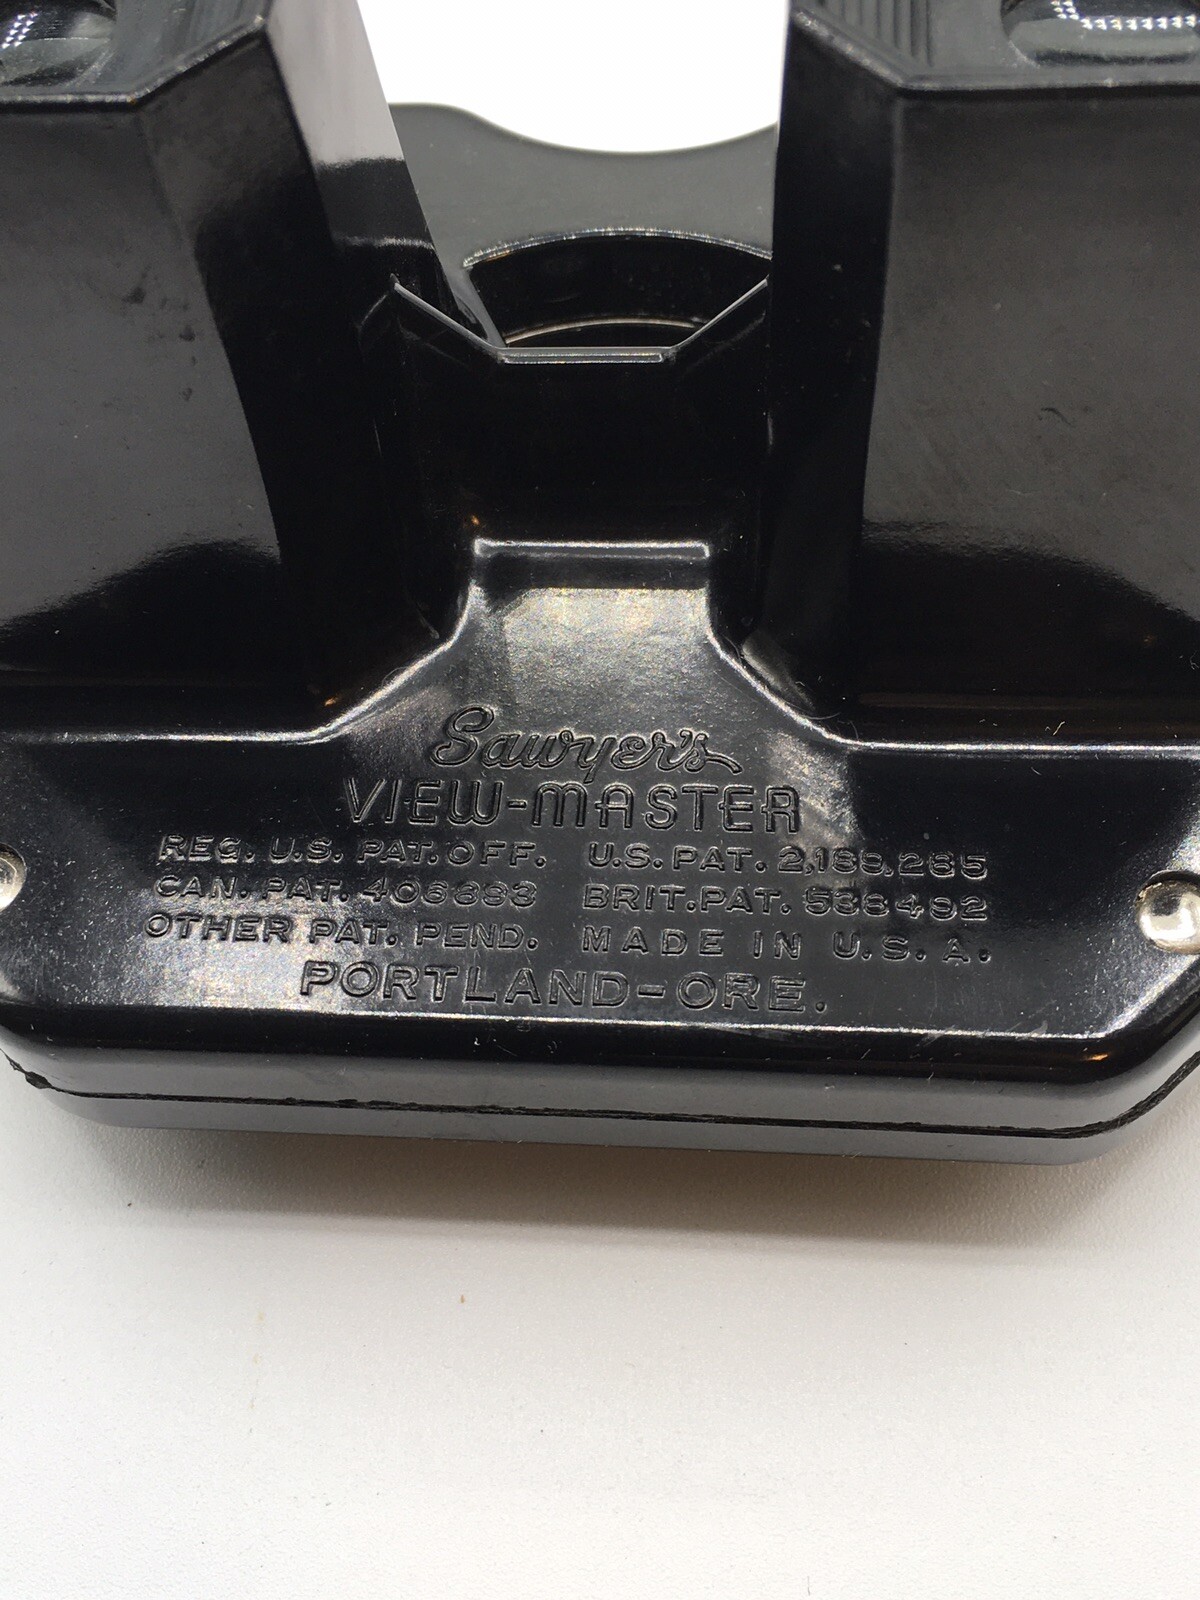 Sawyer's
VIEW-MASTER
REG. U.S. PAT. OFF. U.S. PAT. 2,189,285
CAN. PAT. 406893 BRIT. PAT. 538492
OTHER PAT. PEND. MADE IN U.S.A.
PORTLAND-ORE.